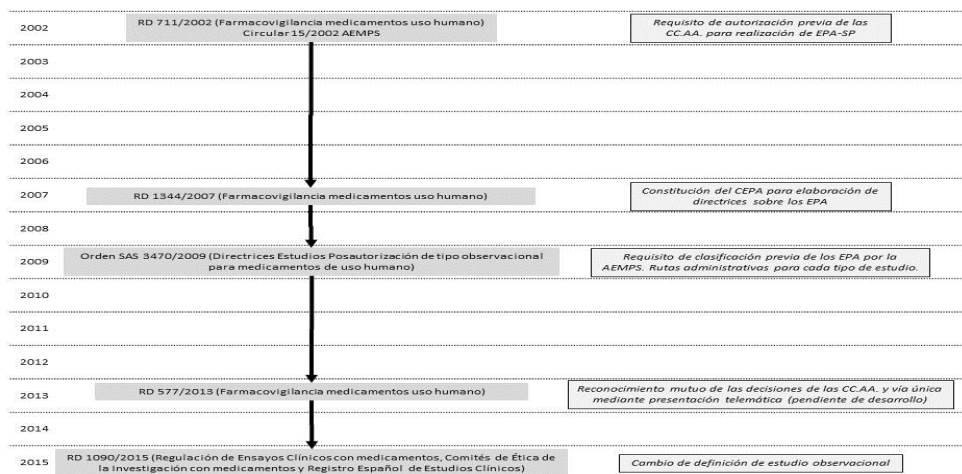 2002
RD 711/2002 (Farmacovigilancia medicamentos uso humano)
Circular 15/2002 AEMPS
Requisito de autorización previa de las
CC.AA. para realización de EPA-SP
2003
2004
2005
2006
2007
RD 1344/2007 (Farmacovigilancia medicamentos uso humano)
Constitución del CEPA para elaboración de
directrices sobre los EPA
2008
2009
Orden SAS 3470/2009 (Directrices Estudios Posautorización de tipo observacional
para medicamentos de uso humano)
Requisito de clasificación previa de los EPA por la
AEMPS. Rutas administrativas para cada tipo de estudio.
2010
2011
2012
2013
RD 577/2013 (Farmacovigilancia medicamentos uso humano)
Reconocimiento mutuo de las decisiones de las CC.AA. y vía única
mediante presentación telemática (pendiente de desarrollo)
2014
2015
RD 1090/2015 (Regulación de Ensayos Clínicos con medicamentos, Comités de Ética de
la Investigación con medicamentos y Registro Español de Estudios Clínicos)
Cambio de definición de estudio observacional